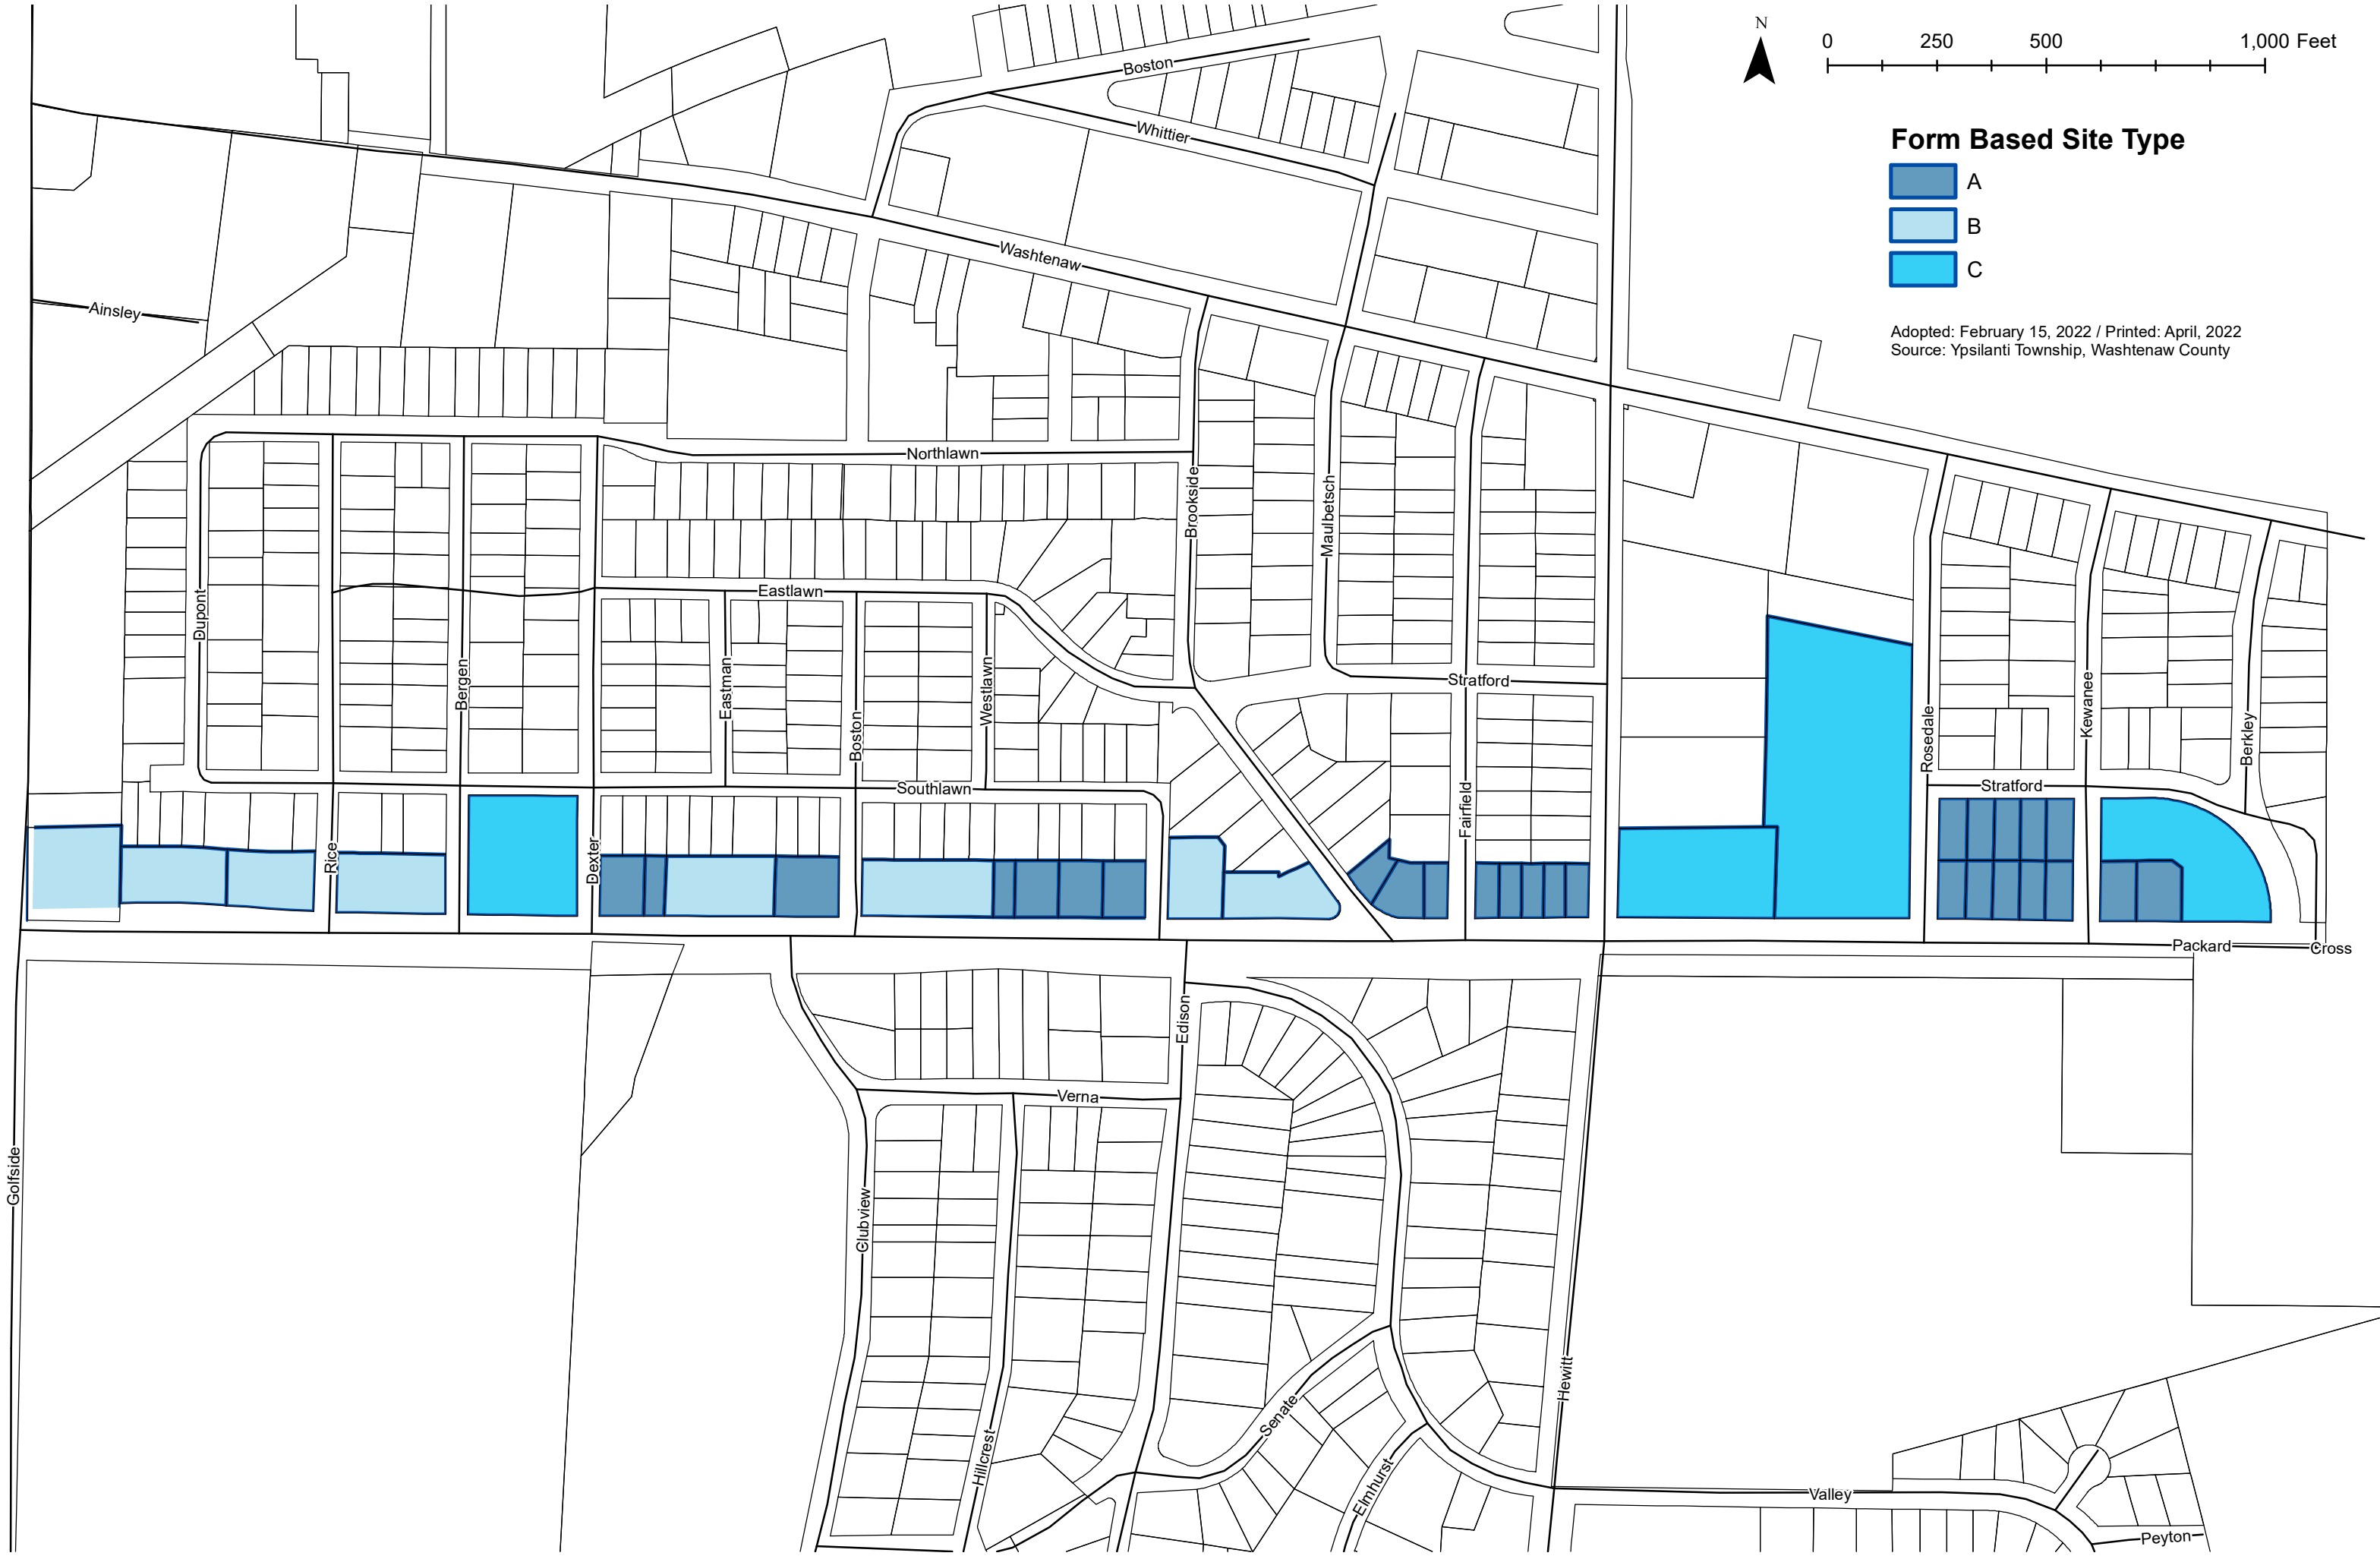 N
0 250 500 1,000 Feet
Form Based Site Type
A
B
C
Adopted: February 15, 2022 / Printed: April, 2022
Source: Ypsilanti Township, Washtenaw County
Boston
Whittier
Washtenaw
Ainsley
Northlawn
Brookside
Maulbetsch
Dupont
Eastlawn
Bergen
Eastman
Boston
Westlawn
Stratford
Rosedale
Kewanee
Berkley
Southlawn
Stratford
Fairfield
Rice
Dexter
Packard
Cross
Edison
Verna
Golfside
Clubview
Hillcrest
Senate
Elmhurst
Hewitt
Valley
Peyton